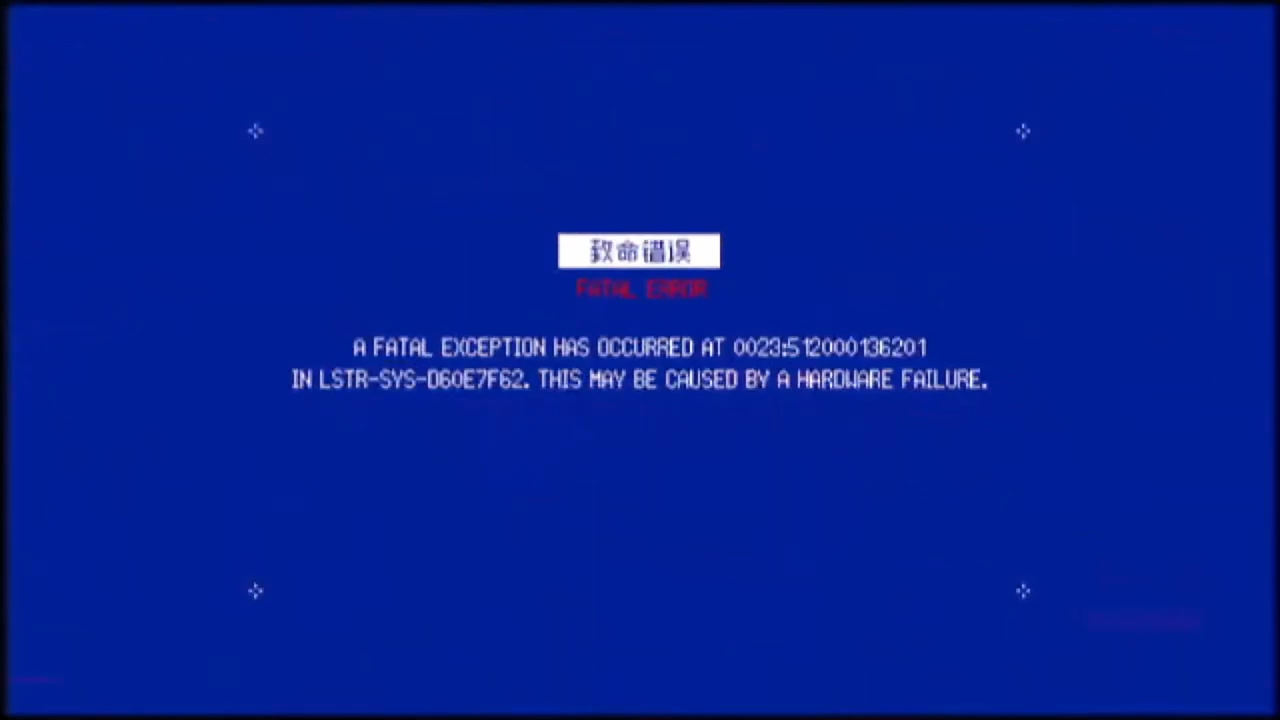 致命错误
FATAL ERROR
A FATAL EXCEPTION HAS OCCURRED AT 0023:512000136201
IN LSTR-SYS-D60E7F62. THIS MAY BE CAUSED BY A HARDWARE FAILURE.